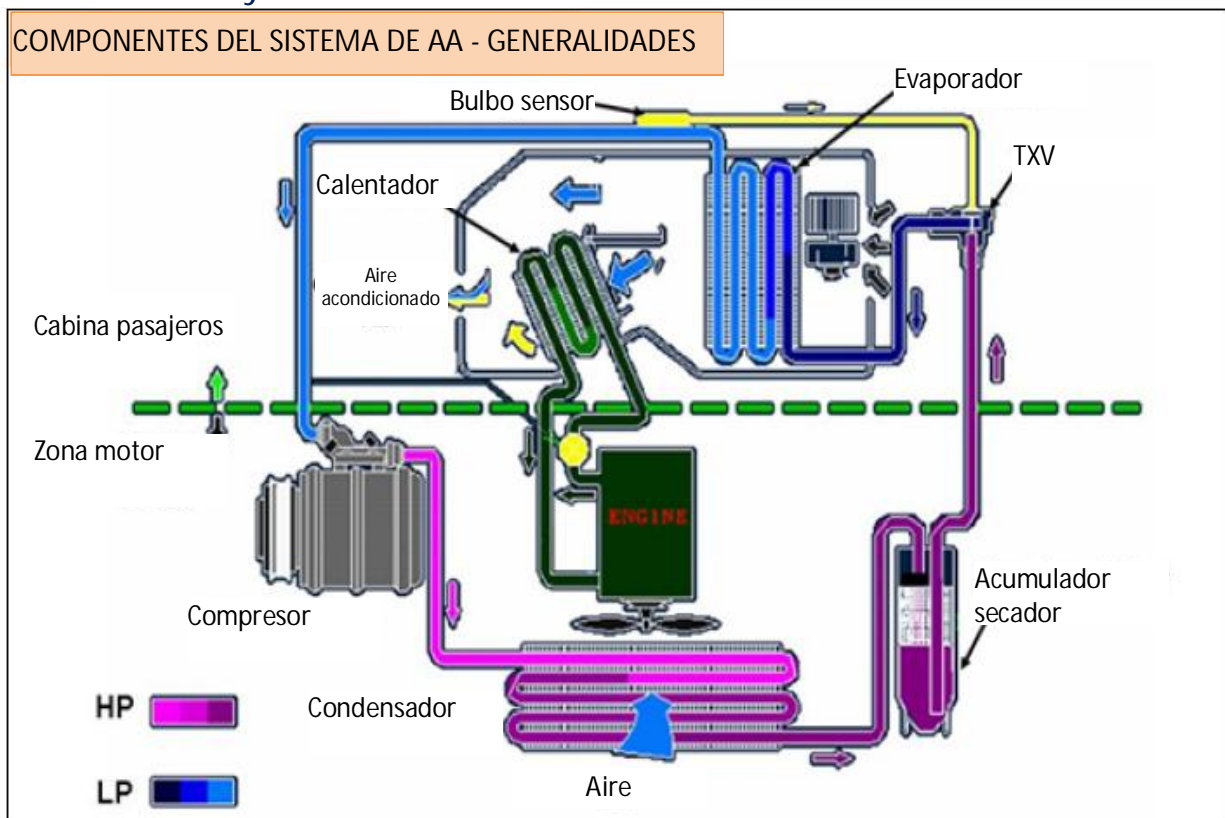 COMPONENTES DEL SISTEMA DE AA - GENERALIDADES
Evaporador
Bulbo sensor
TXV
Calentador
Aire
acondicionado
Cabina pasajeros
Zona motor
ENGINE
Acumulador
secador
Compresor
HP
Condensador
LP
Aire